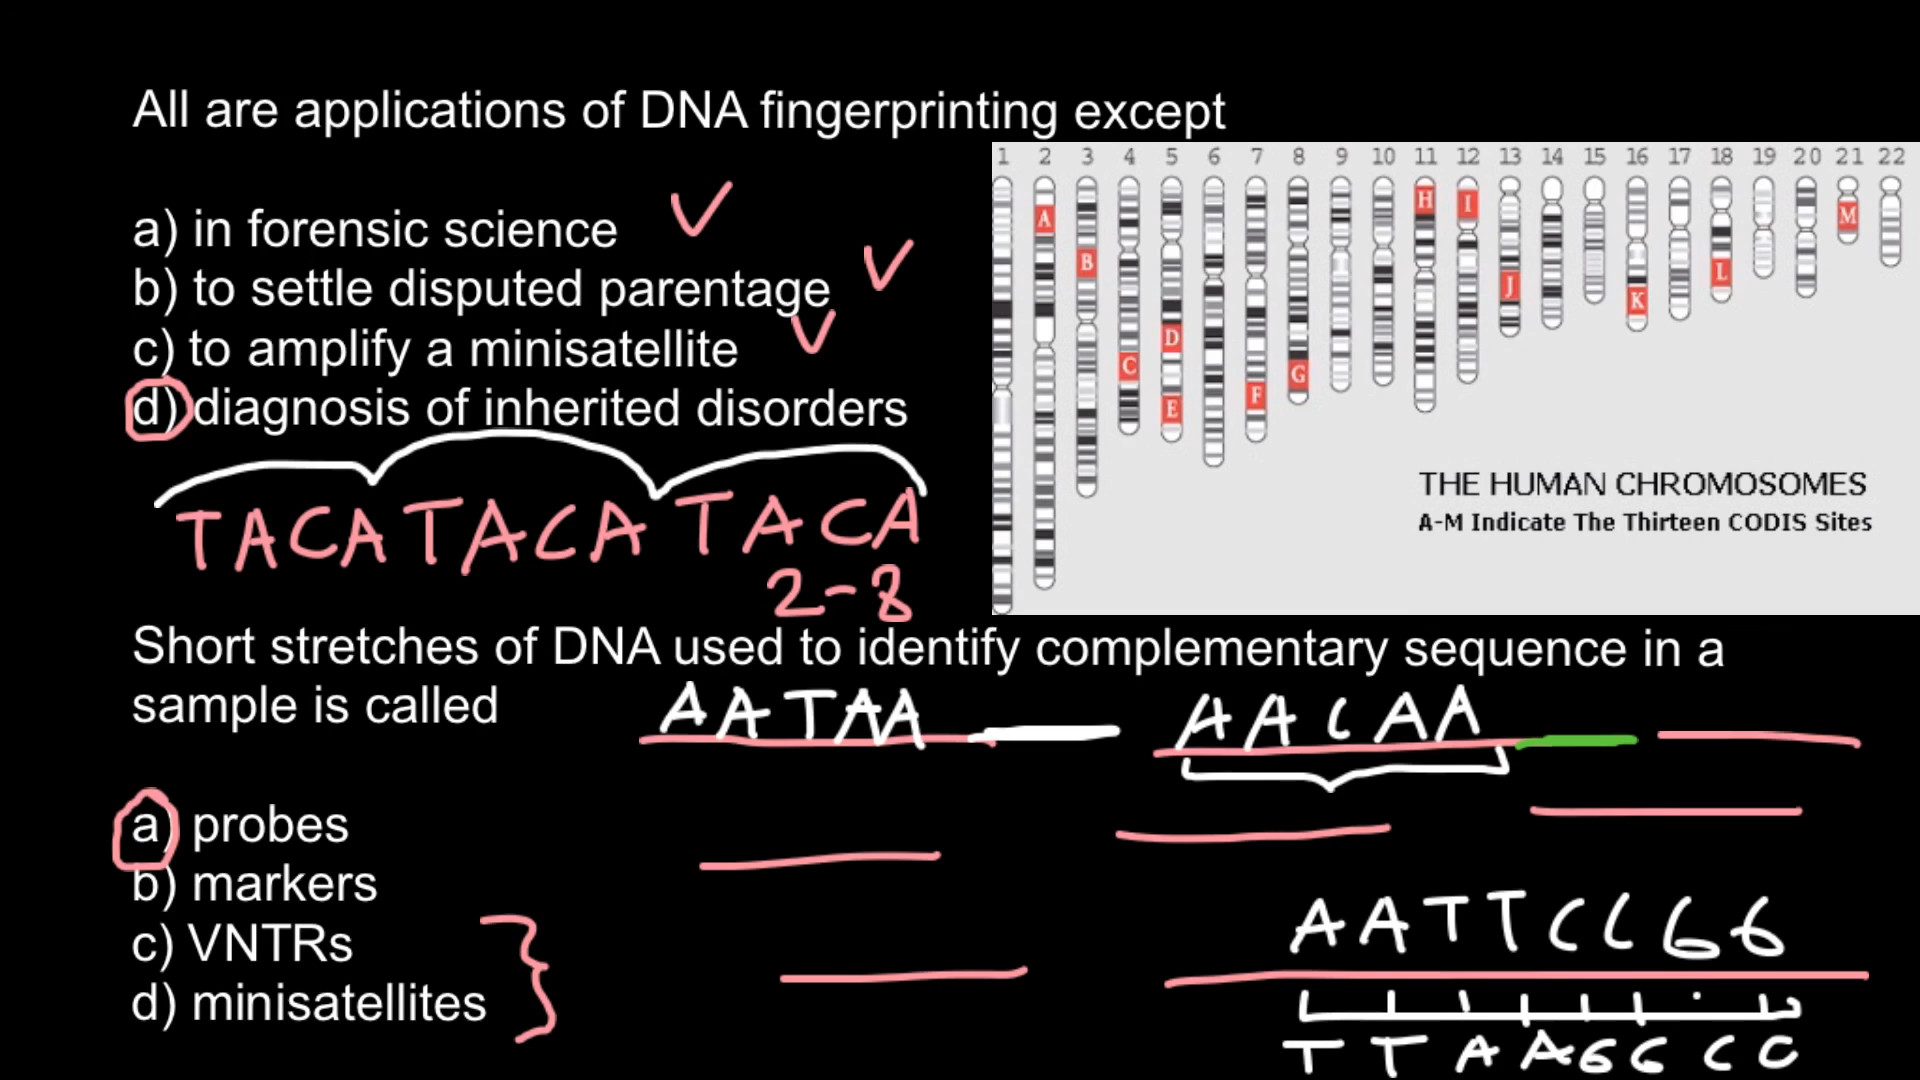 All are applications of DNA fingerprinting except
a) in forensic science
b) to settle disputed parentage
c) to amplify a minisatellite
d) diagnosis of inherited disorders
1 2 3 4 5 6 7 8 9 10 11 12 13 14 15 16 17 18 19 20 21 22
A B C D E F G H I J K L M
THE HUMAN CHROMOSOMES
A-M Indicate The Thirteen CODIS Sites
TACATACATACA
2-8
Short stretches of DNA used to identify complementary sequence in a
sample is called
AATAA AACAA
a) probes
b) markers
c) VNTRs
d) minisatellites
AATTCCGG
TTAAGGCC